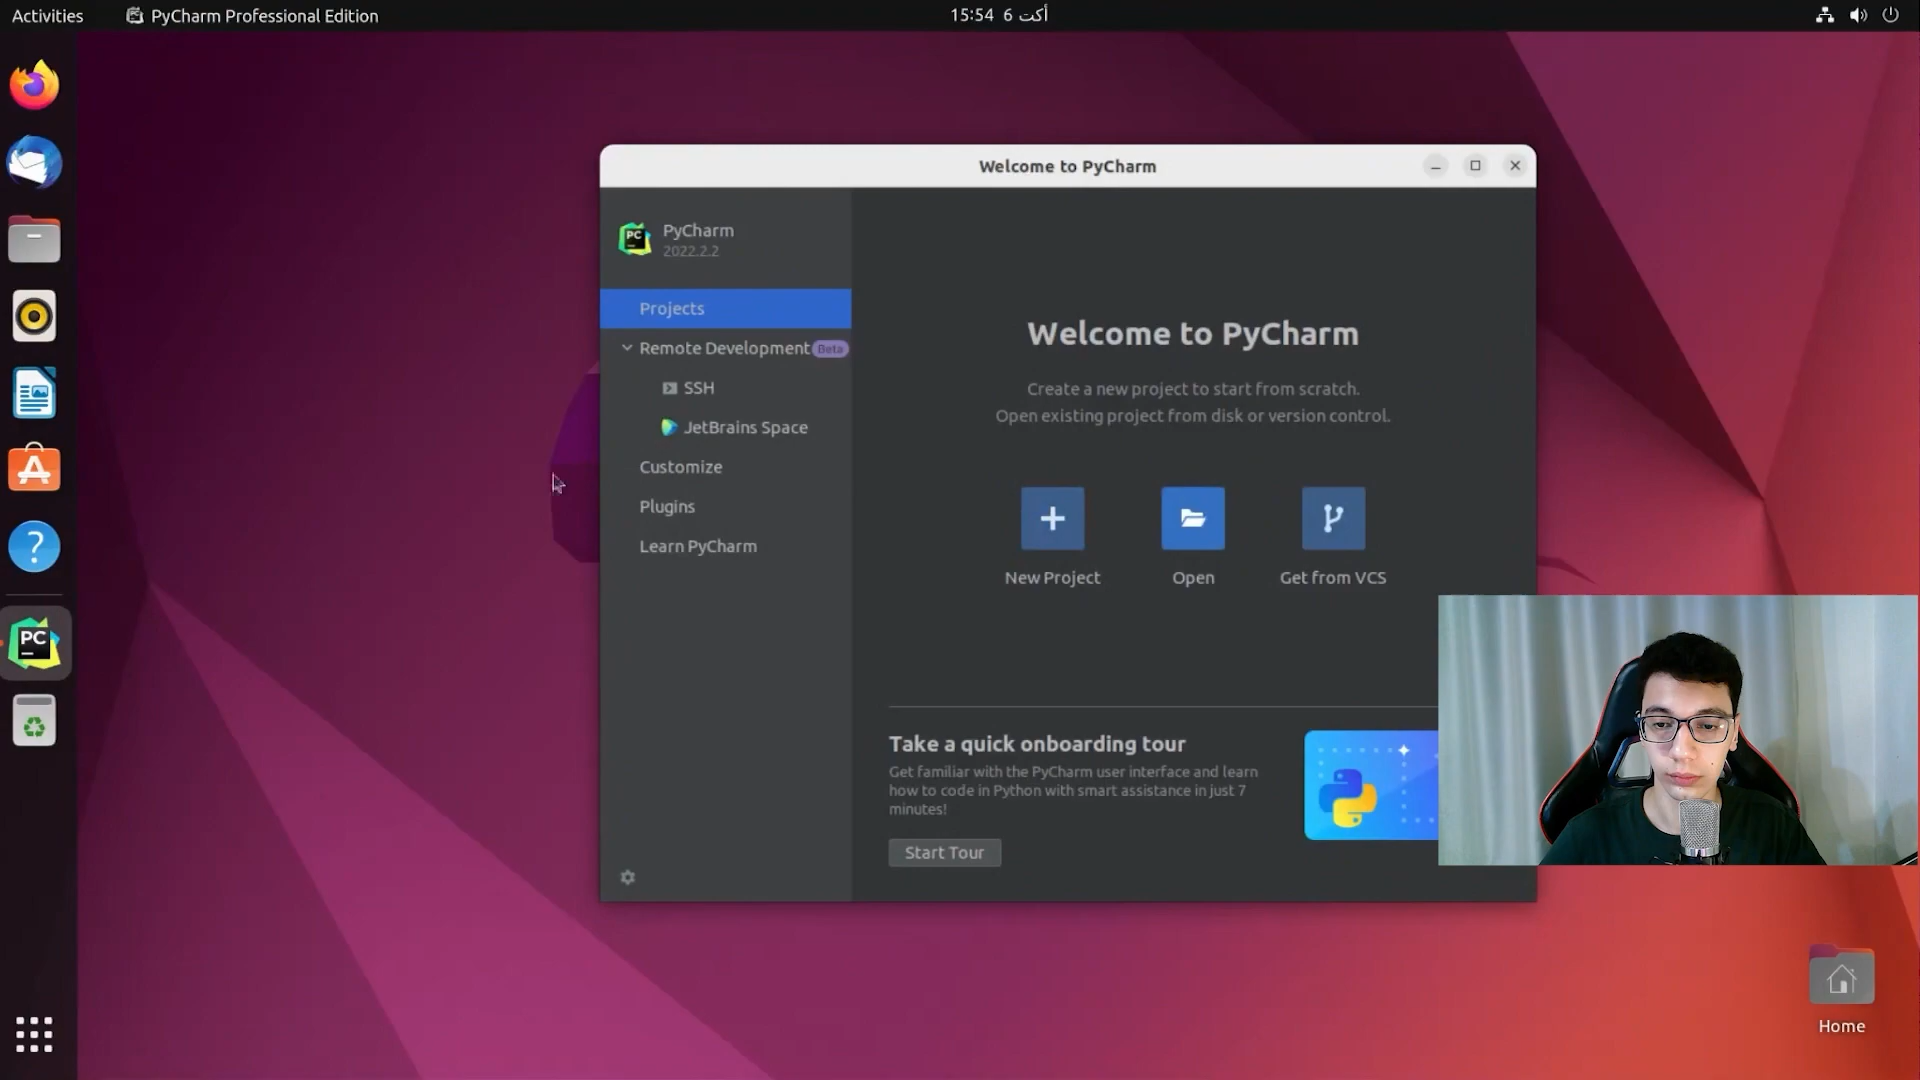 Activities
PyCharm Professional Edition
15:54 6 أكت
Welcome to PyCharm
PC
PyCharm
2022.2.2
Projects
Remote Development Beta
SSH
JetBrains Space
Customize
Plugins
Learn PyCharm
Welcome to PyCharm
Create a new project to start from scratch.
Open existing project from disk or version control.
New Project
Open
Get from VCS
Take a quick onboarding tour
Get familiar with the PyCharm user interface and learn
how to code in Python with smart assistance in just 7
minutes!
Start Tour
PC
Home